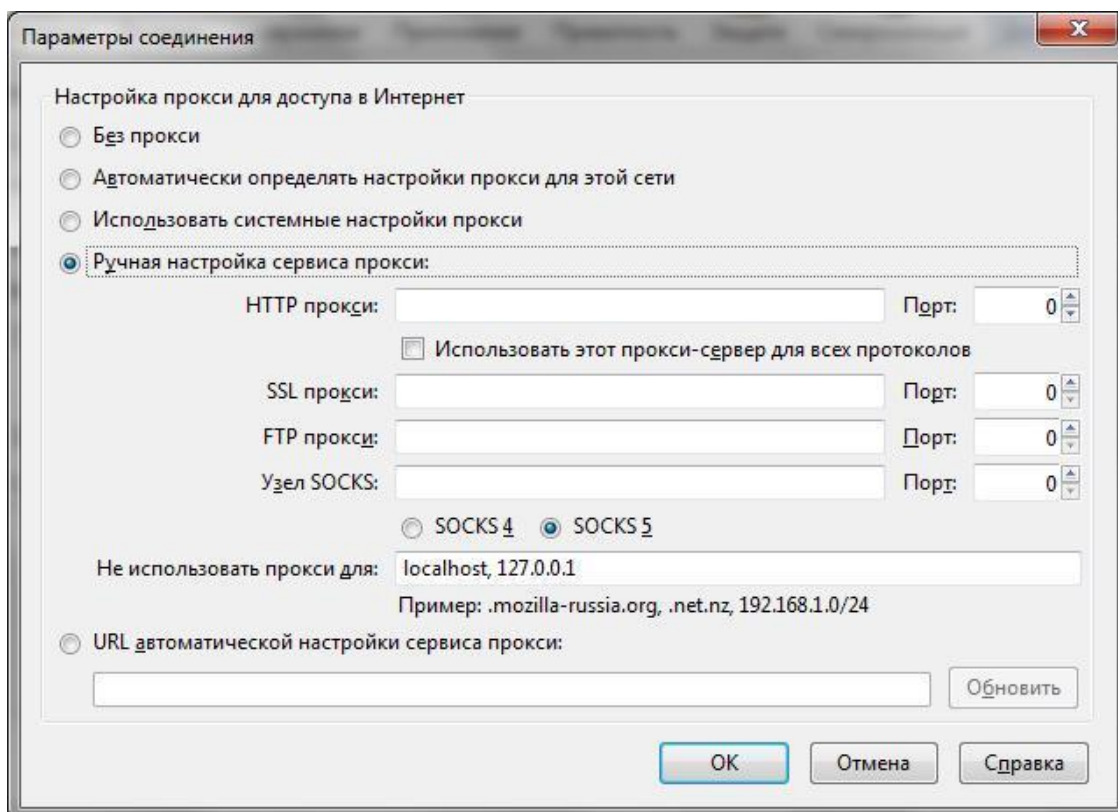 Параметры соединения
Настройка прокси для доступа в Интернет
Без прокси
Автоматически определять настройки прокси для этой сети
Использовать системные настройки прокси
Ручная настройка сервиса прокси:
HTTP прокси: Порт: 0
Использовать этот прокси-сервер для всех протоколов
SSL прокси: Порт: 0
FTP прокси: Порт: 0
Узел SOCKS: Порт: 0
SOCKS 4 SOCKS 5
Не использовать прокси для: localhost, 127.0.0.1
Пример: .mozilla-russia.org, .net.nz, 192.168.1.0/24
URL автоматической настройки сервиса прокси:
Обновить
OK Отмена Справка